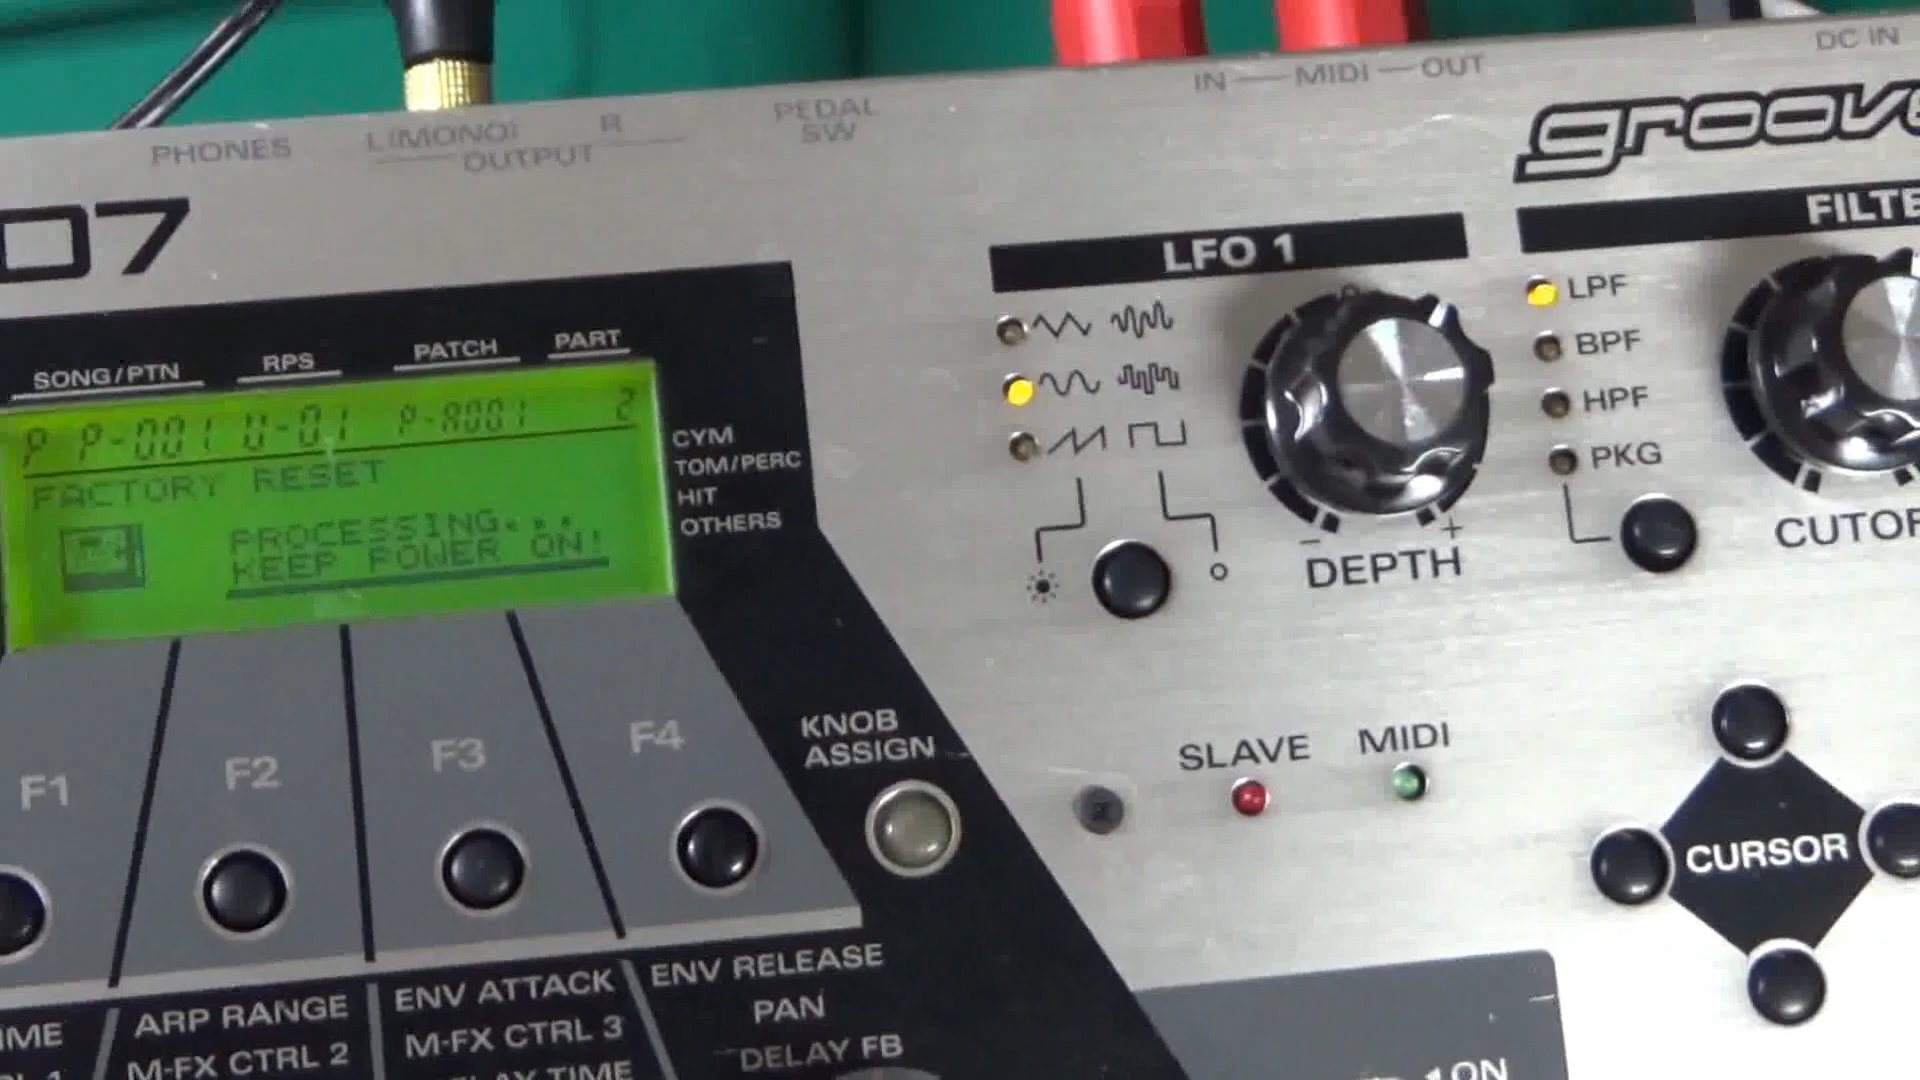 DC IN
IN MIDI OUT
PEDAL
SW
PHONES
L(MONO) R
OUTPUT
groove
07
FILTE
LFO 1
LPF
BPF
HPF
PKG
SONG/PTN RPS PATCH PART
P P-001 U-01 P-A001 2
FACTORY RESET
PROCESSING...
KEEP POWER ON!
CYM
TOM/PERC
HIT
OTHERS
- +
DEPTH
CUTOF
F1 F2 F3 F4
KNOB
ASSIGN
SLAVE MIDI
CURSOR
IME ARP RANGE ENV ATTACK ENV RELEASE
M-FX CTRL 2 M-FX CTRL 3 PAN
DELAY FB
LAY TIME